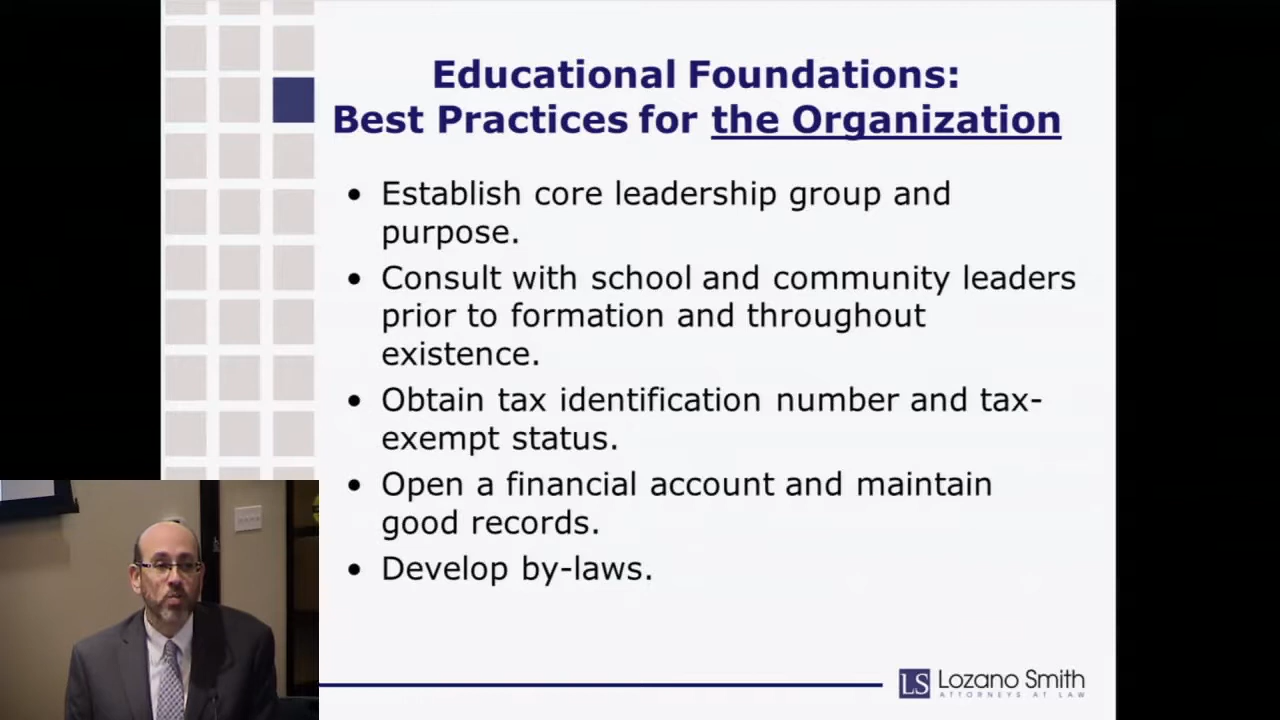 Educational Foundations:
Best Practices for the Organization
• Establish core leadership group and
purpose.
• Consult with school and community leaders
prior to formation and throughout
existence.
• Obtain tax identification number and tax-
exempt status.
• Open a financial account and maintain
good records.
• Develop by-laws.
LS Lozano Smith
ATTORNEYS AT LAW